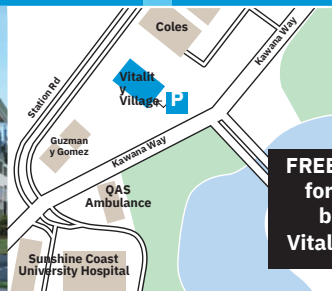 Coles
Kawana Way
Station Rd
Vitalit
y
Village
P
Guzman
y Gomez
Kawana Way
QAS
Ambulance
FREE
for
b
Vital
Sunshine Coast
University Hospital